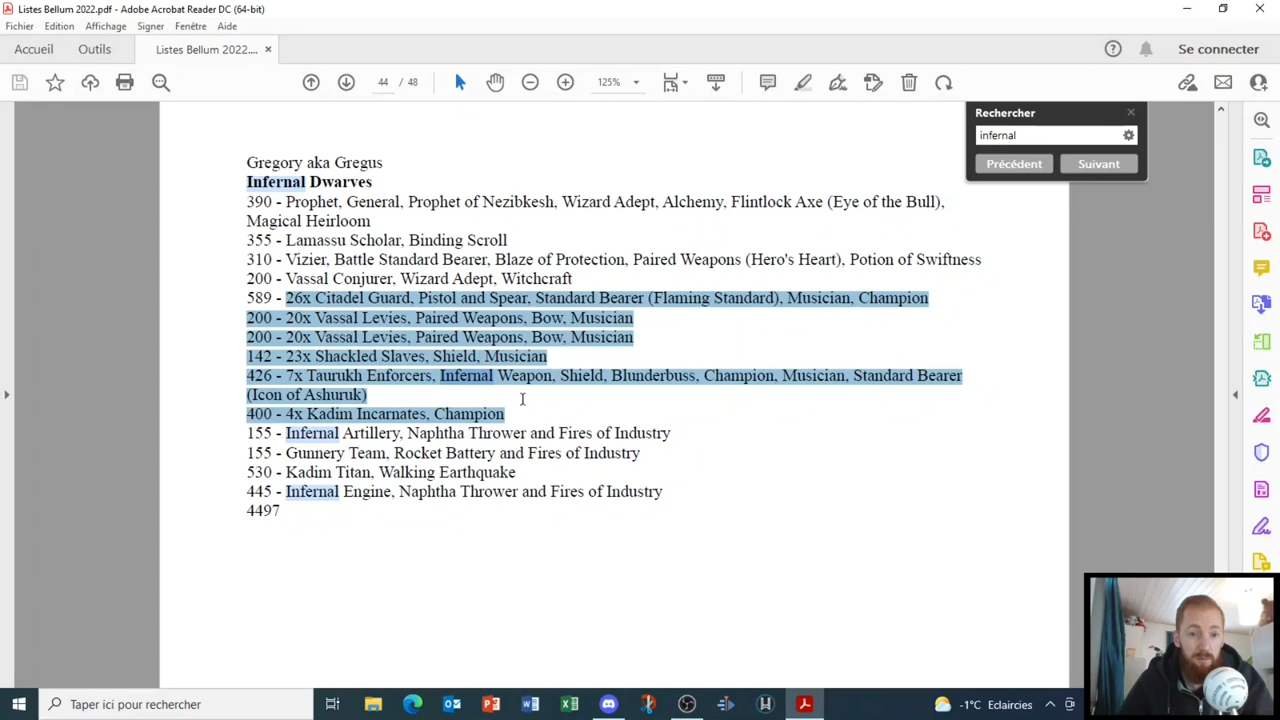 Listes Bellum 2022.pdf - Adobe Acrobat Reader DC (64-bit)
Fichier Edition Affichage Signer Fenêtre Aide
Accueil Outils Listes Bellum 2022.... × Se connecter
44 / 48 125%
Rechercher
infernal
Précédent Suivant
Gregory aka Gregus
Infernal Dwarves
390 - Prophet, General, Prophet of Nezibkesh, Wizard Adept, Alchemy, Flintlock Axe (Eye of the Bull),
Magical Heirloom
355 - Lamassu Scholar, Binding Scroll
310 - Vizier, Battle Standard Bearer, Blaze of Protection, Paired Weapons (Hero's Heart), Potion of Swiftness
200 - Vassal Conjurer, Wizard Adept, Witchcraft
589 - 26x Citadel Guard, Pistol and Spear, Standard Bearer (Flaming Standard), Musician, Champion
200 - 20x Vassal Levies, Paired Weapons, Bow, Musician
200 - 20x Vassal Levies, Paired Weapons, Bow, Musician
142 - 23x Shackled Slaves, Shield, Musician
426 - 7x Taurukh Enforcers, Infernal Weapon, Shield, Blunderbuss, Champion, Musician, Standard Bearer
(Icon of Ashuruk)
400 - 4x Kadim Incarnates, Champion
155 - Infernal Artillery, Naphtha Thrower and Fires of Industry
155 - Gunnery Team, Rocket Battery and Fires of Industry
530 - Kadim Titan, Walking Earthquake
445 - Infernal Engine, Naphtha Thrower and Fires of Industry
4497
Taper ici pour rechercher
-1°C Eclaircies